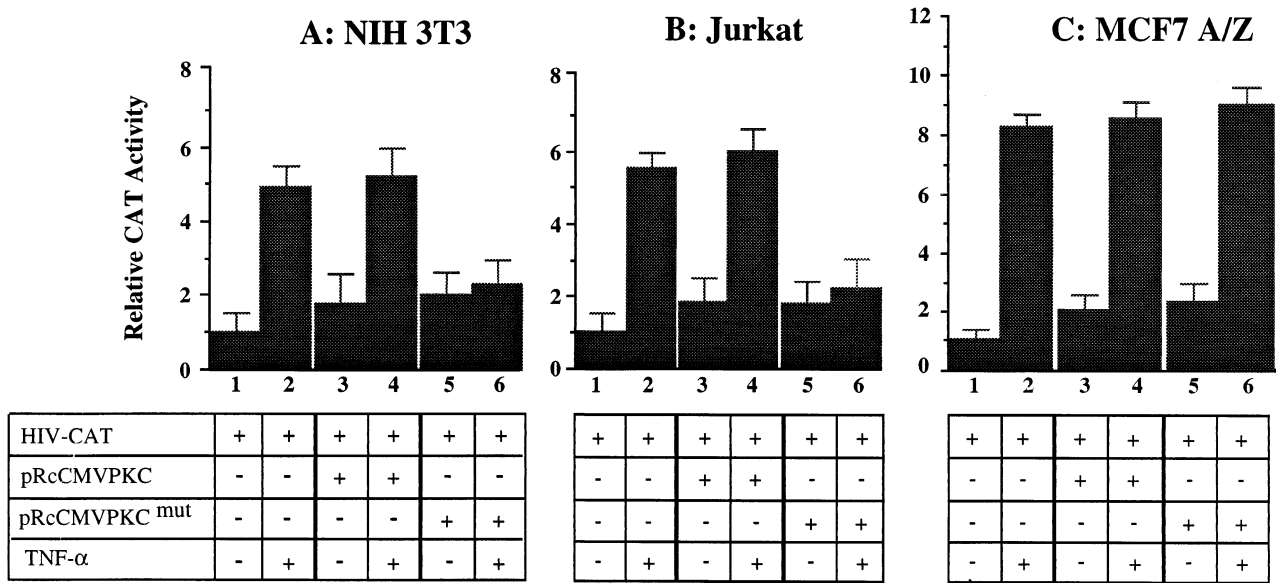 A: NIH 3T3
B: Jurkat
C: MCF7 A/Z
Relative CAT Activity
8
6
4
2
0
1 2 3 4 5 6
8
6
4
2
0
1 2 3 4 5 6
12
10
8
6
4
2
0
1 2 3 4 5 6
HIV-CAT + + + + + + + + + + + + + + + + + +
pRcCMVPKC - - + + - - - - + + - - - - + + - -
pRcCMVPKC mut - - - - + + - - - - + + - - - - + +
TNF-α - + - + - + - + - + - + - + - + - +